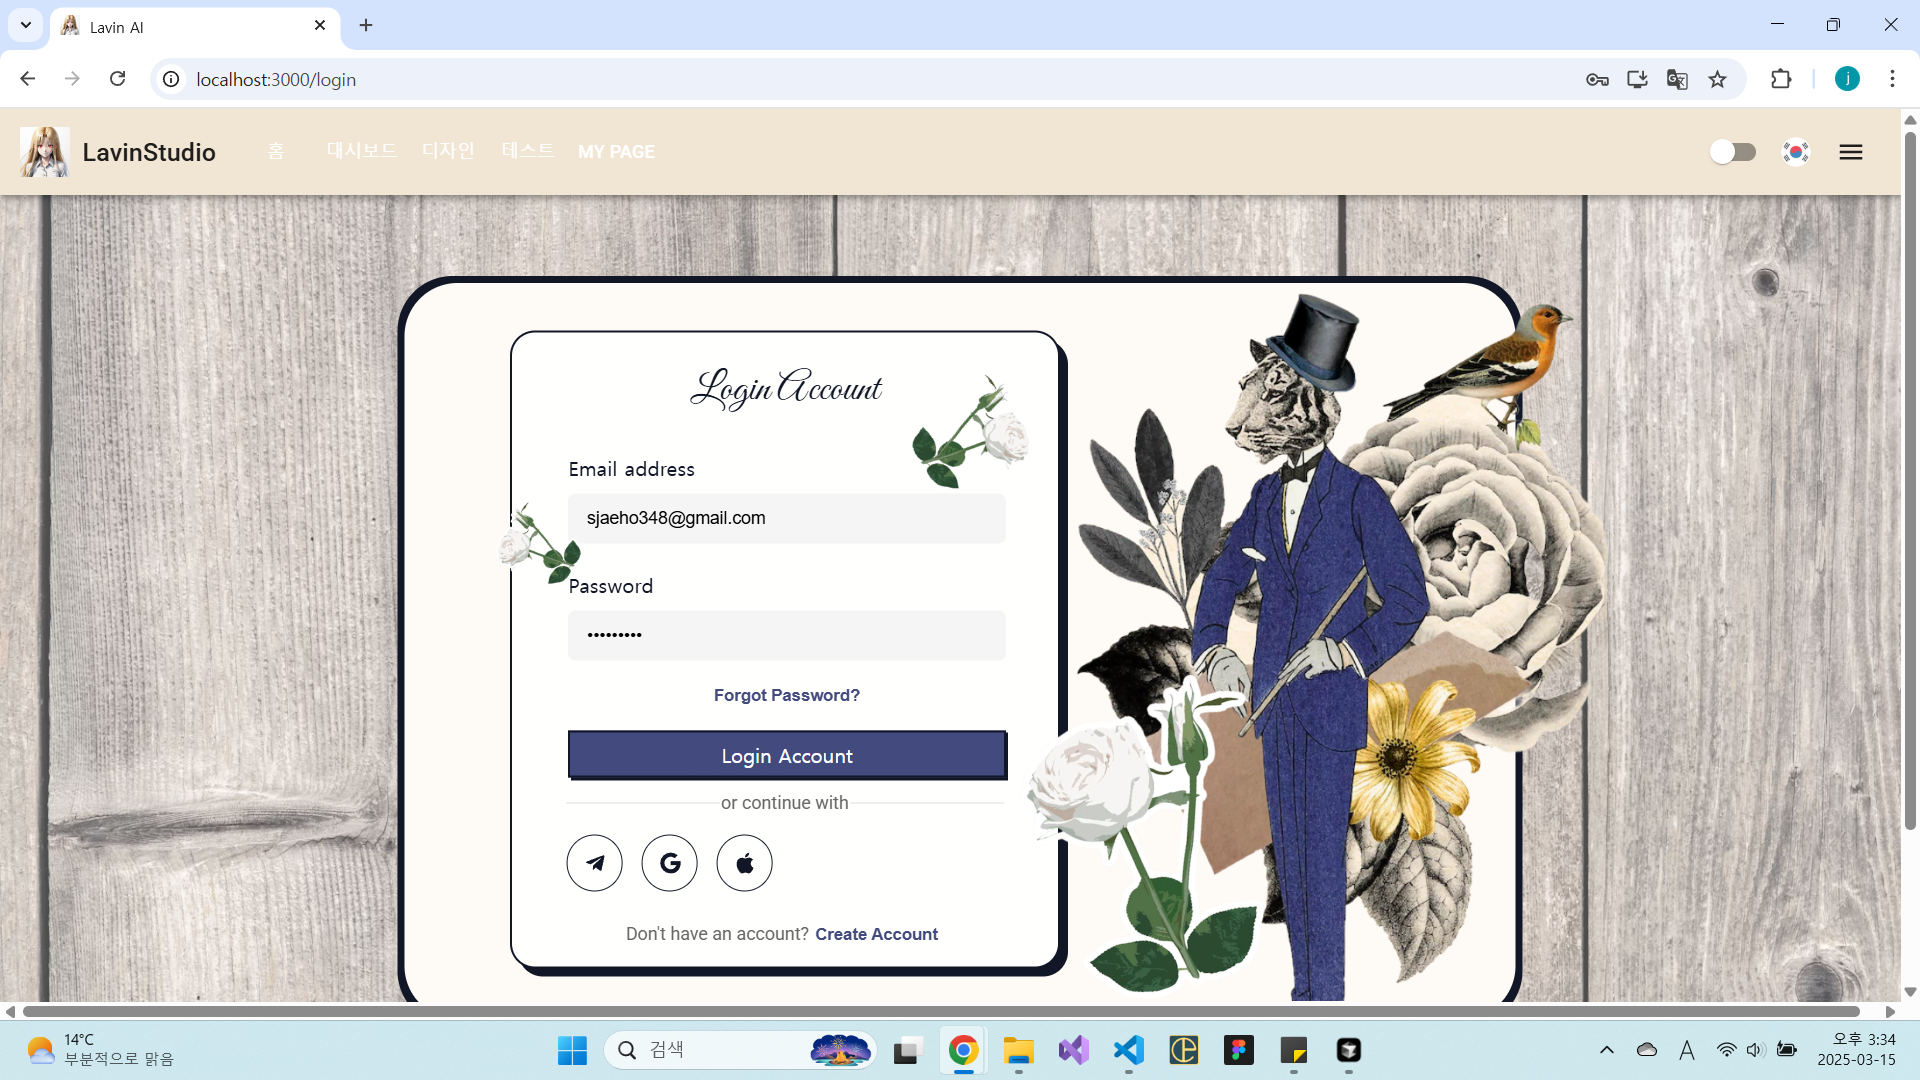 Lavin AI
localhost:3000/login
j
LavinStudio
홈 대시보드 디자인 테스트 MY PAGE
Login Account
Email address
sjaeho348@gmail.com
Password
•••••••••
Forgot Password?
Login Account
or continue with
Don't have an account? Create Account
14°C
부분적으로 맑음
검색
A
오후 3:34
2025-03-15